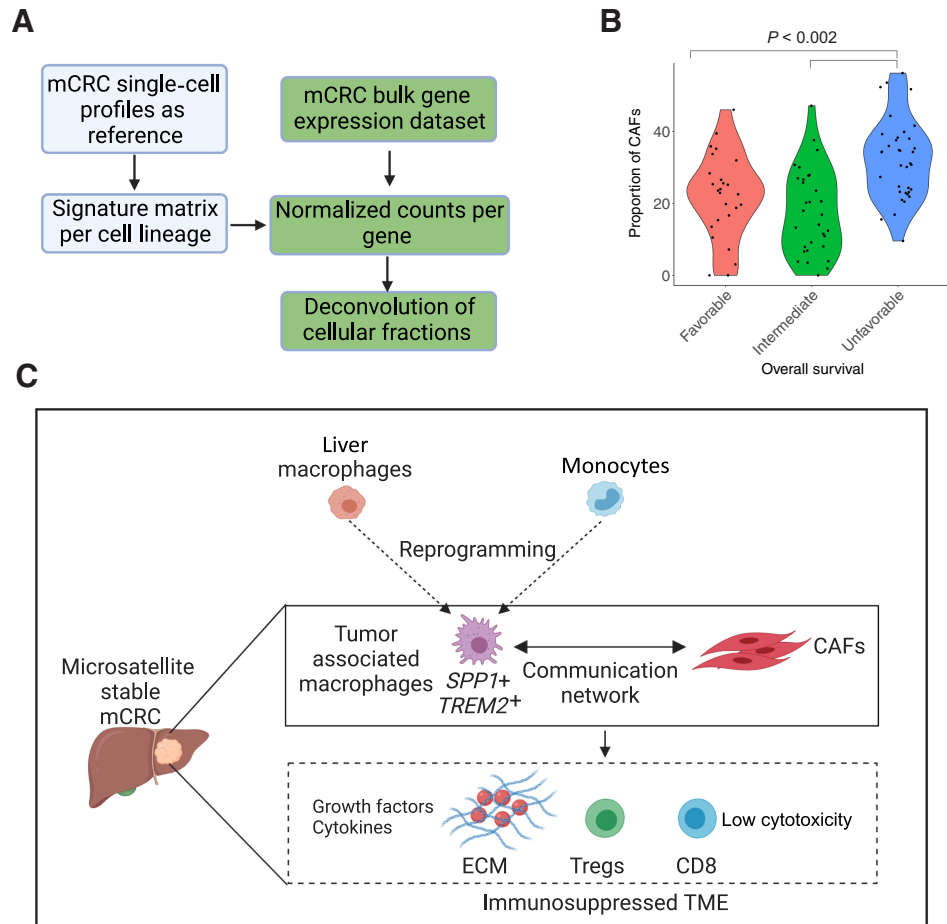 A
mCRC single-cell
profiles as
reference
mCRC bulk gene
expression dataset
Signature matrix
per cell lineage
Normalized counts per
gene
Deconvolution of
cellular fractions
B
P < 0.002
Proportion of CAFs
40
20
0
Favorable
Intermediate
Unfavorable
Overall survival
C
Liver
macrophages
Monocytes
Reprogramming
Tumor
associated
macrophages
SPP1+
TREM2+
Communication
network
CAFs
Microsatellite
stable
mCRC
Growth factors
Cytokines
ECM
Tregs
CD8
Low cytotoxicity
Immunosuppressed TME